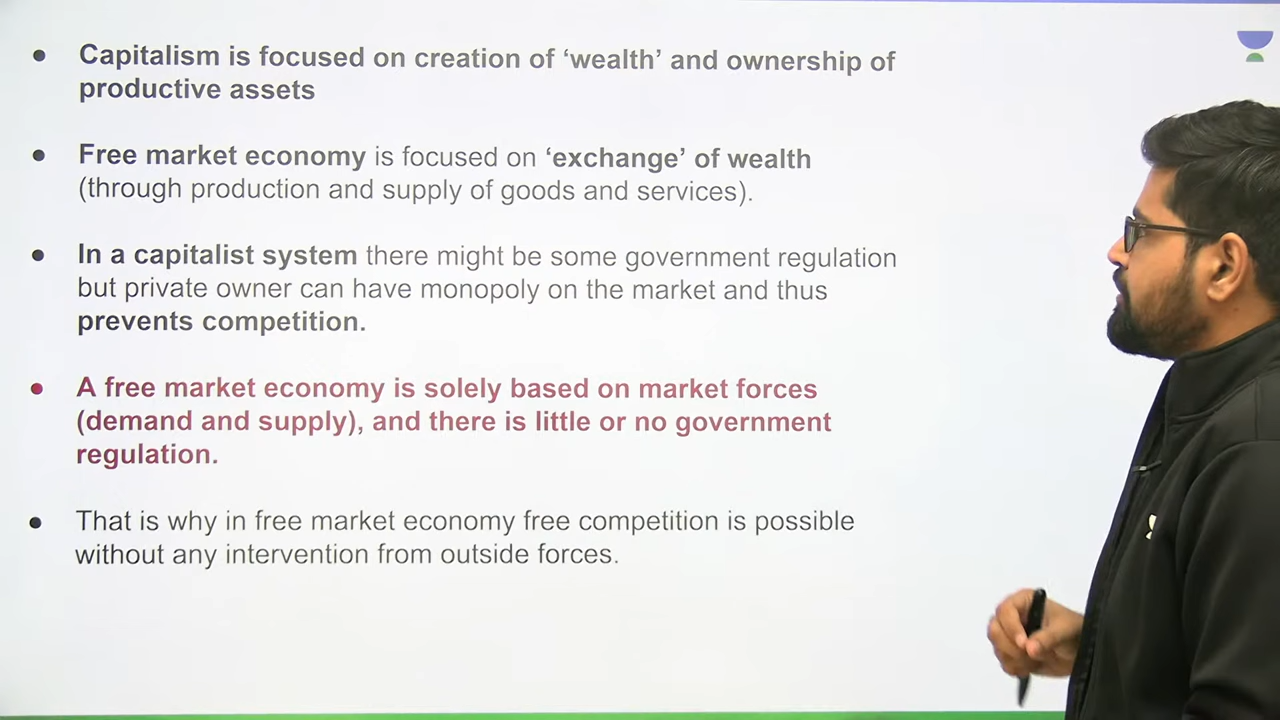 ● Capitalism is focused on creation of ‘wealth’ and ownership of
productive assets
● Free market economy is focused on ‘exchange’ of wealth
(through production and supply of goods and services).
● In a capitalist system there might be some government regulation
but private owner can have monopoly on the market and thus
prevents competition.
● A free market economy is solely based on market forces
(demand and supply), and there is little or no government
regulation.
● That is why in free market economy free competition is possible
without any intervention from outside forces.